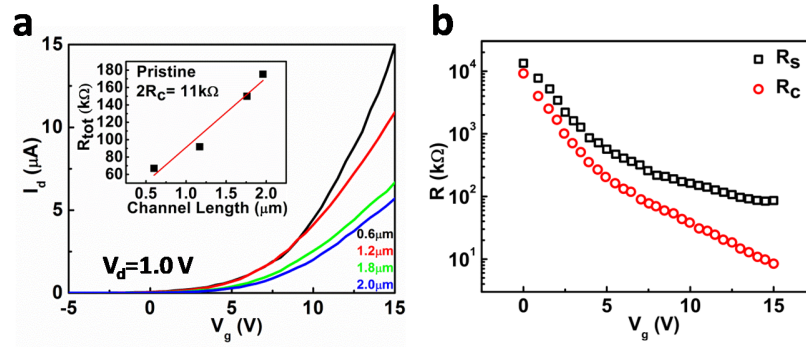 a
15
10
5
0
I_d (μA)
-5
0
5
10
15
V_g (V)
V_d=1.0 V
0.6μm
1.2μm
1.8μm
2.0μm
Pristine
2R_C= 11kΩ
180
160
140
120
100
80
60
R_tot (kΩ)
0.5
1.0
1.5
2.0
Channel Length (μm)
b
R_S
R_C
10^4
10^3
10^2
10^1
R (kΩ)
0
5
10
15
V_g (V)